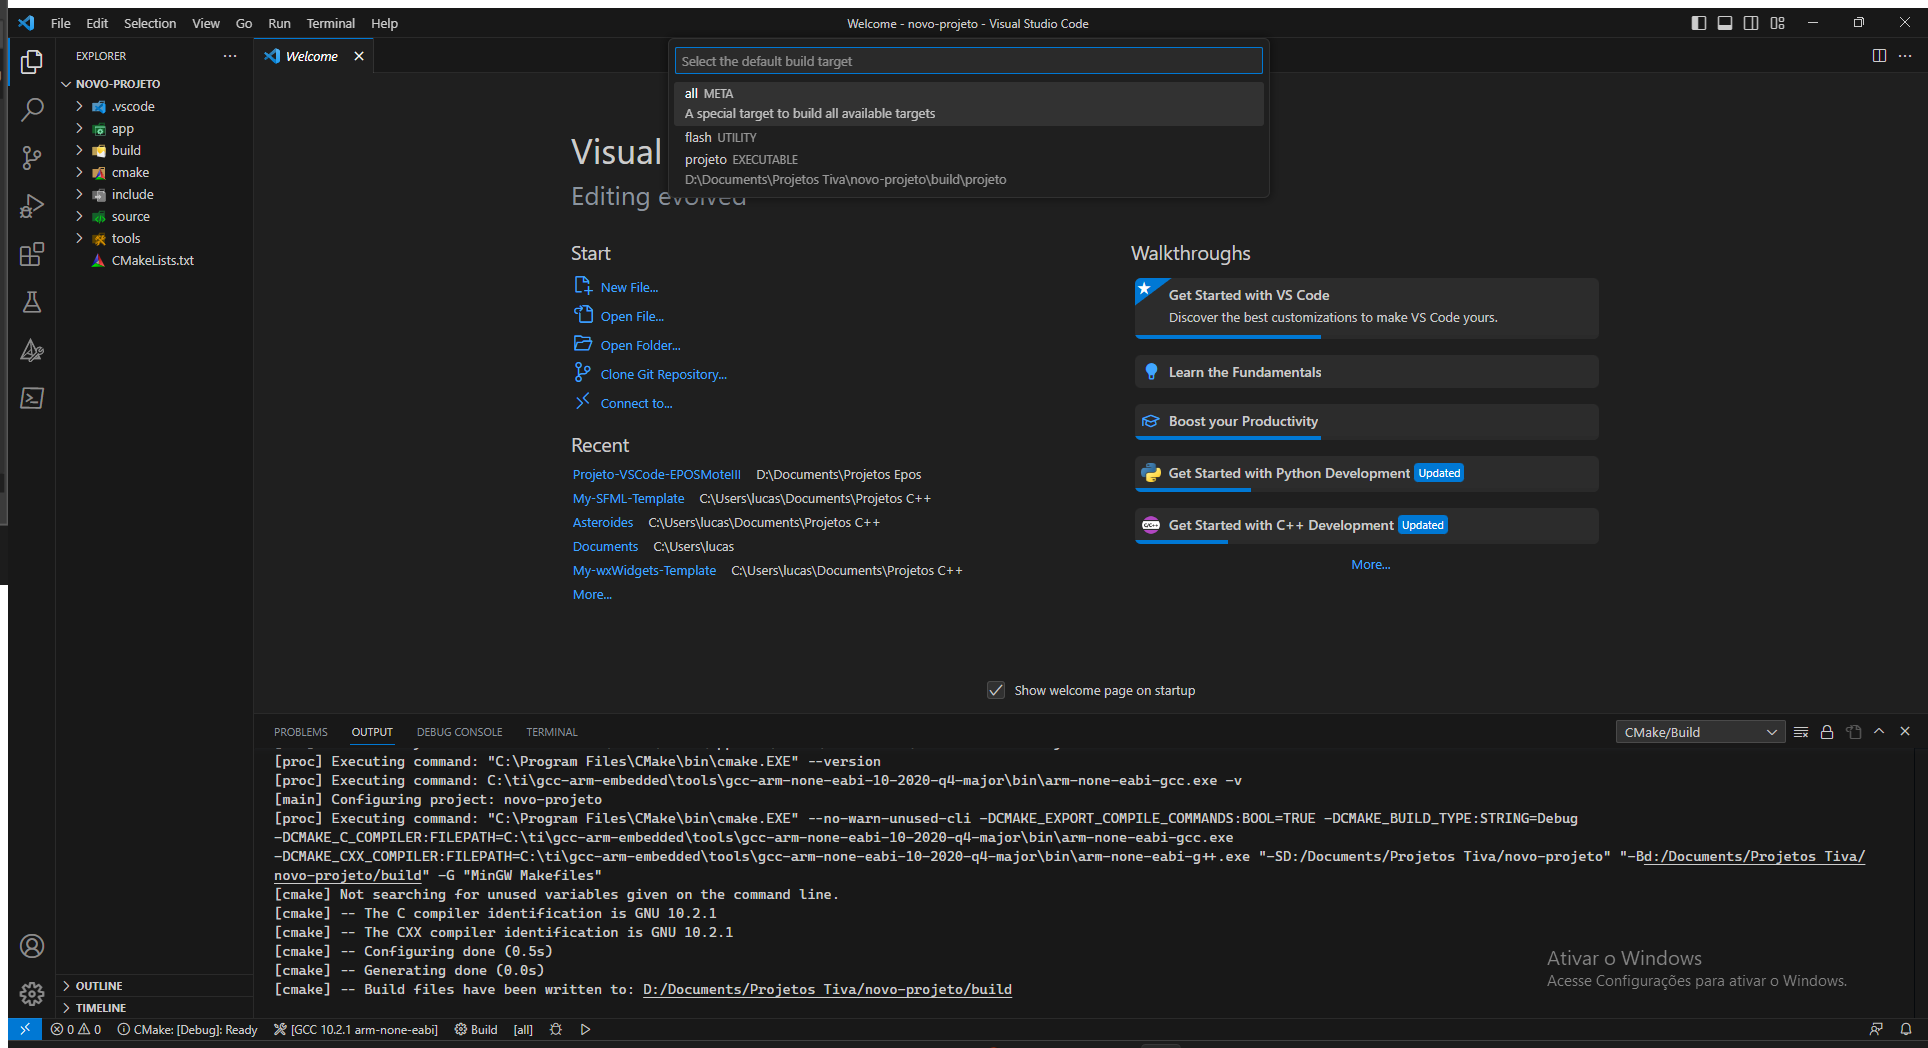 File Edit Selection View Go Run Terminal Help
Welcome - novo-projeto - Visual Studio Code
EXPLORER
NOVO-PROJETO
.vscode
app
build
cmake
include
source
tools
CMakeLists.txt
OUTLINE
TIMELINE
Welcome
Select the default build target
all META
A special target to build all available targets
flash UTILITY
projeto EXECUTABLE
D:\Documents\Projetos Tiva\novo-projeto\build\projeto
Visual
Editing evolved
Start
New File...
Open File...
Open Folder...
Clone Git Repository...
Connect to...
Recent
Projeto-VSCode-EPOSMoteIII D:\Documents\Projetos Epos
My-SFML-Template C:\Users\lucas\Documents\Projetos C++
Asteroides C:\Users\lucas\Documents\Projetos C++
Documents C:\Users\lucas
My-wxWidgets-Template C:\Users\lucas\Documents\Projetos C++
More...
Walkthroughs
Get Started with VS Code
Discover the best customizations to make VS Code yours.
Learn the Fundamentals
Boost your Productivity
Get Started with Python Development Updated
Get Started with C++ Development Updated
More...
Show welcome page on startup
PROBLEMS OUTPUT DEBUG CONSOLE TERMINAL
CMake/Build
[proc] Executing command: "C:\Program Files\CMake\bin\cmake.EXE" --version
[proc] Executing command: C:\ti\gcc-arm-embedded\tools\gcc-arm-none-eabi-10-2020-q4-major\bin\arm-none-eabi-gcc.exe -v
[main] Configuring project: novo-projeto
[proc] Executing command: "C:\Program Files\CMake\bin\cmake.EXE" --no-warn-unused-cli -DCMAKE_EXPORT_COMPILE_COMMANDS:BOOL=TRUE -DCMAKE_BUILD_TYPE:STRING=Debug
-DCMAKE_C_COMPILER:FILEPATH=C:\ti\gcc-arm-embedded\tools\gcc-arm-none-eabi-10-2020-q4-major\bin\arm-none-eabi-gcc.exe
-DCMAKE_CXX_COMPILER:FILEPATH=C:\ti\gcc-arm-embedded\tools\gcc-arm-none-eabi-10-2020-q4-major\bin\arm-none-eabi-g++.exe "-SD:/Documents/Projetos Tiva/novo-projeto" "-Bd:/Documents/Projetos Tiva/
novo-projeto/build" -G "MinGW Makefiles"
[cmake] Not searching for unused variables given on the command line.
[cmake] -- The C compiler identification is GNU 10.2.1
[cmake] -- The CXX compiler identification is GNU 10.2.1
[cmake] -- Configuring done (0.5s)
[cmake] -- Generating done (0.0s)
[cmake] -- Build files have been written to: D:/Documents/Projetos Tiva/novo-projeto/build
Ativar o Windows
Acesse Configurações para ativar o Windows.
0 0 CMake: [Debug]: Ready [GCC 10.2.1 arm-none-eabi] Build [all]